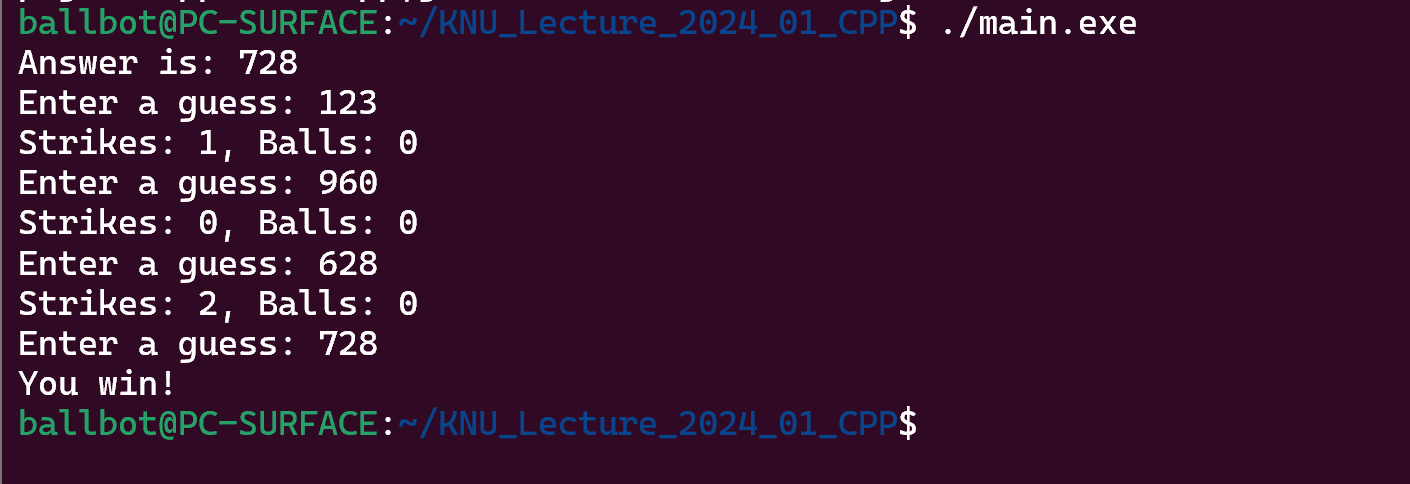 ballbot@PC-SURFACE:~/KNU_Lecture_2024_01_CPP$ ./main.exe
Answer is: 728
Enter a guess: 123
Strikes: 1, Balls: 0
Enter a guess: 960
Strikes: 0, Balls: 0
Enter a guess: 628
Strikes: 2, Balls: 0
Enter a guess: 728
You win!
ballbot@PC-SURFACE:~/KNU_Lecture_2024_01_CPP$